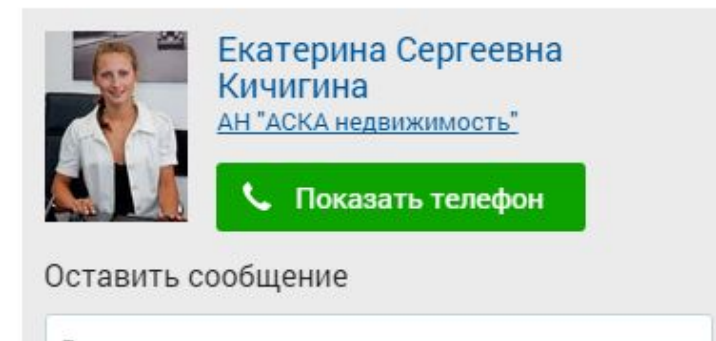 Екатерина Сергеевна
Кичигина
АН "АСКА недвижимость"
Показать телефон
Оставить сообщение